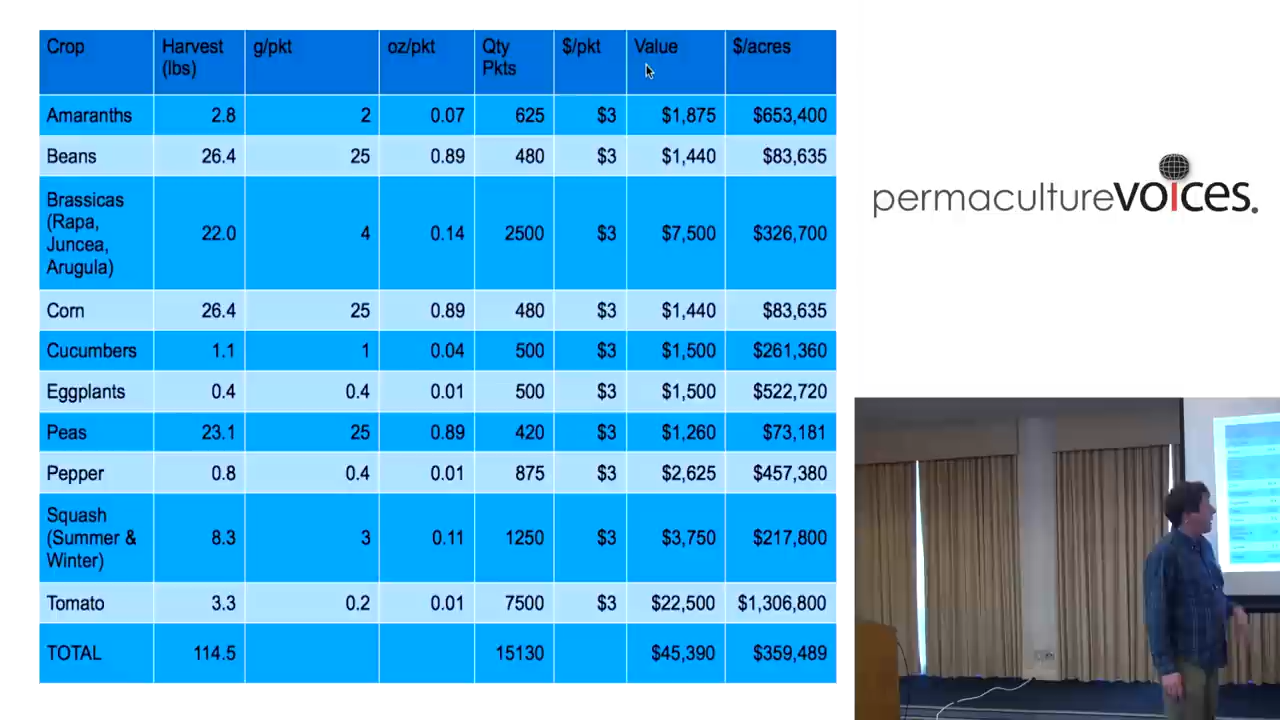 Crop Harvest (lbs) g/pkt oz/pkt Qty Pkts $/pkt Value $/acres
Amaranths 2.8 2 0.07 625 $3 $1,875 $653,400
Beans 26.4 25 0.89 480 $3 $1,440 $83,635
Brassicas (Rapa, Juncea, Arugula) 22.0 4 0.14 2500 $3 $7,500 $326,700
Corn 26.4 25 0.89 480 $3 $1,440 $83,635
Cucumbers 1.1 1 0.04 500 $3 $1,500 $261,360
Eggplants 0.4 0.4 0.01 500 $3 $1,500 $522,720
Peas 23.1 25 0.89 420 $3 $1,260 $73,181
Pepper 0.8 0.4 0.01 875 $3 $2,625 $457,380
Squash (Summer & Winter) 8.3 3 0.11 1250 $3 $3,750 $217,800
Tomato 3.3 0.2 0.01 7500 $3 $22,500 $1,306,800
TOTAL 114.5 15130 $45,390 $359,489
permaculturevoices.